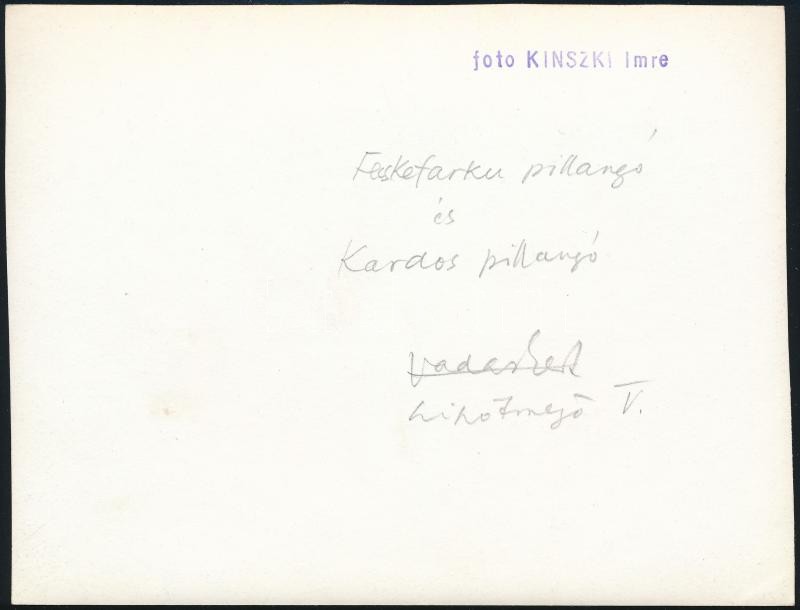 foto KINSZKI Imre
Fecskefarku pillangó
és
Kardos pillangó
Vadaskert
Lipótmező V.